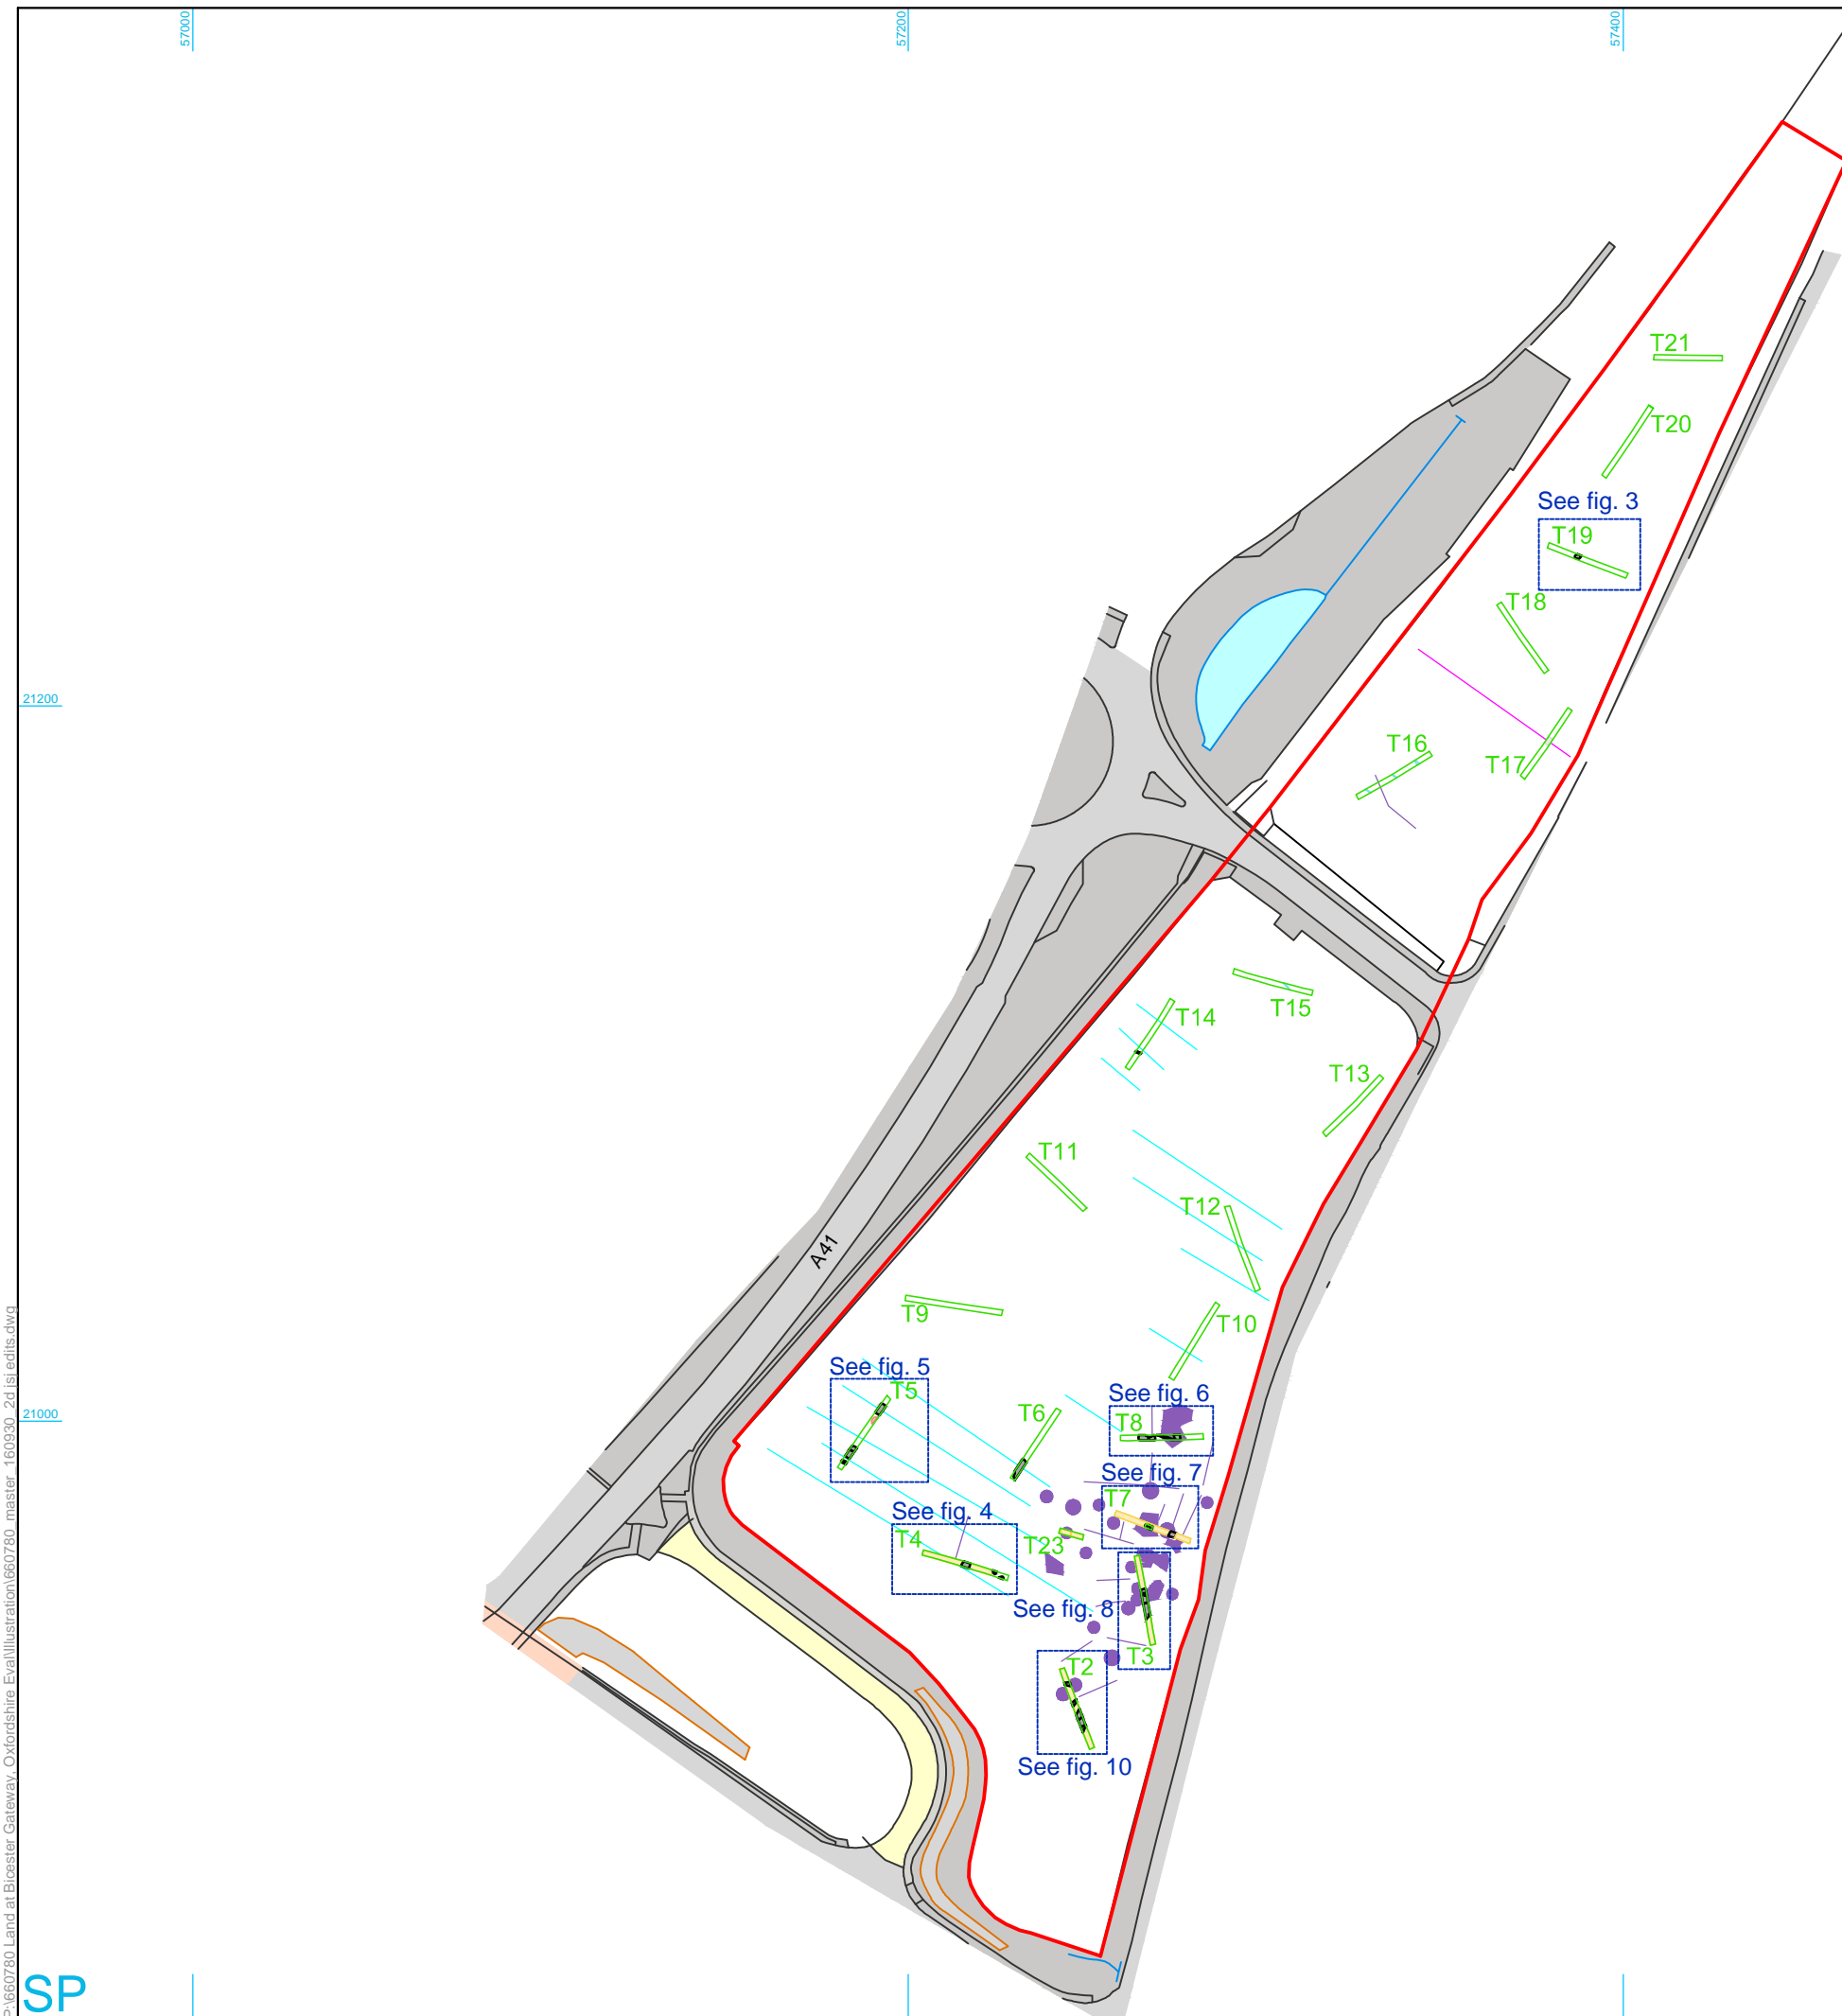 57000
57200
57400
T21
T20
See fig. 3
T19
T18
21200
T16
T17
T15
T14
T13
T11
T12
A41
T9
T10
See fig. 5
T5
See fig. 6
T6
T8
21000
See fig. 7
T7
See fig. 4
T4
T23
See fig. 8
T3
T2
See fig. 10
SP
P:\660780 Land at Bicester Gateway, Oxfordshire Eval\Illustration\660780_master_160930_2d isi edits.dwg